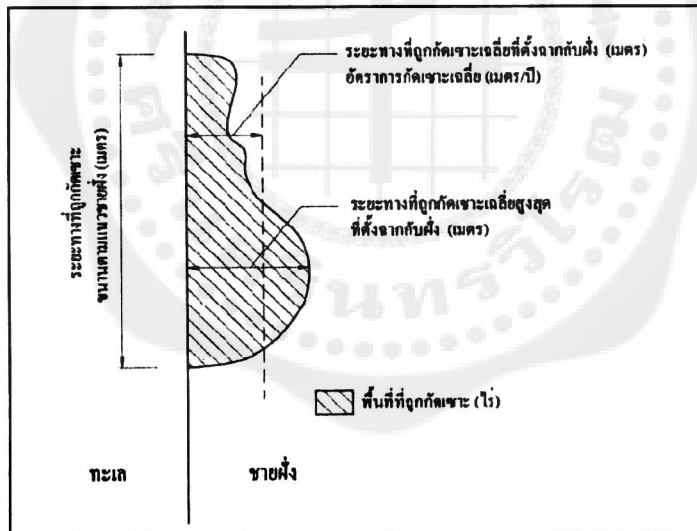 ระยะทางที่ถูกกัดเซาะเฉลี่ยที่ตั้งฉากกับฝั่ง (เมตร)
อัตราการกัดเซาะเฉลี่ย (เมตร/ปี)
ระยะทางที่ถูกกัดเซาะ
ขนานตามแนวชายฝั่ง (เมตร)
ระยะทางที่ถูกกัดเซาะเฉลี่ยสูงสุด
ที่ตั้งฉากกับฝั่ง (เมตร)
พื้นที่ที่ถูกกัดเซาะ (ไร่)
ทะเล
ชายฝั่ง